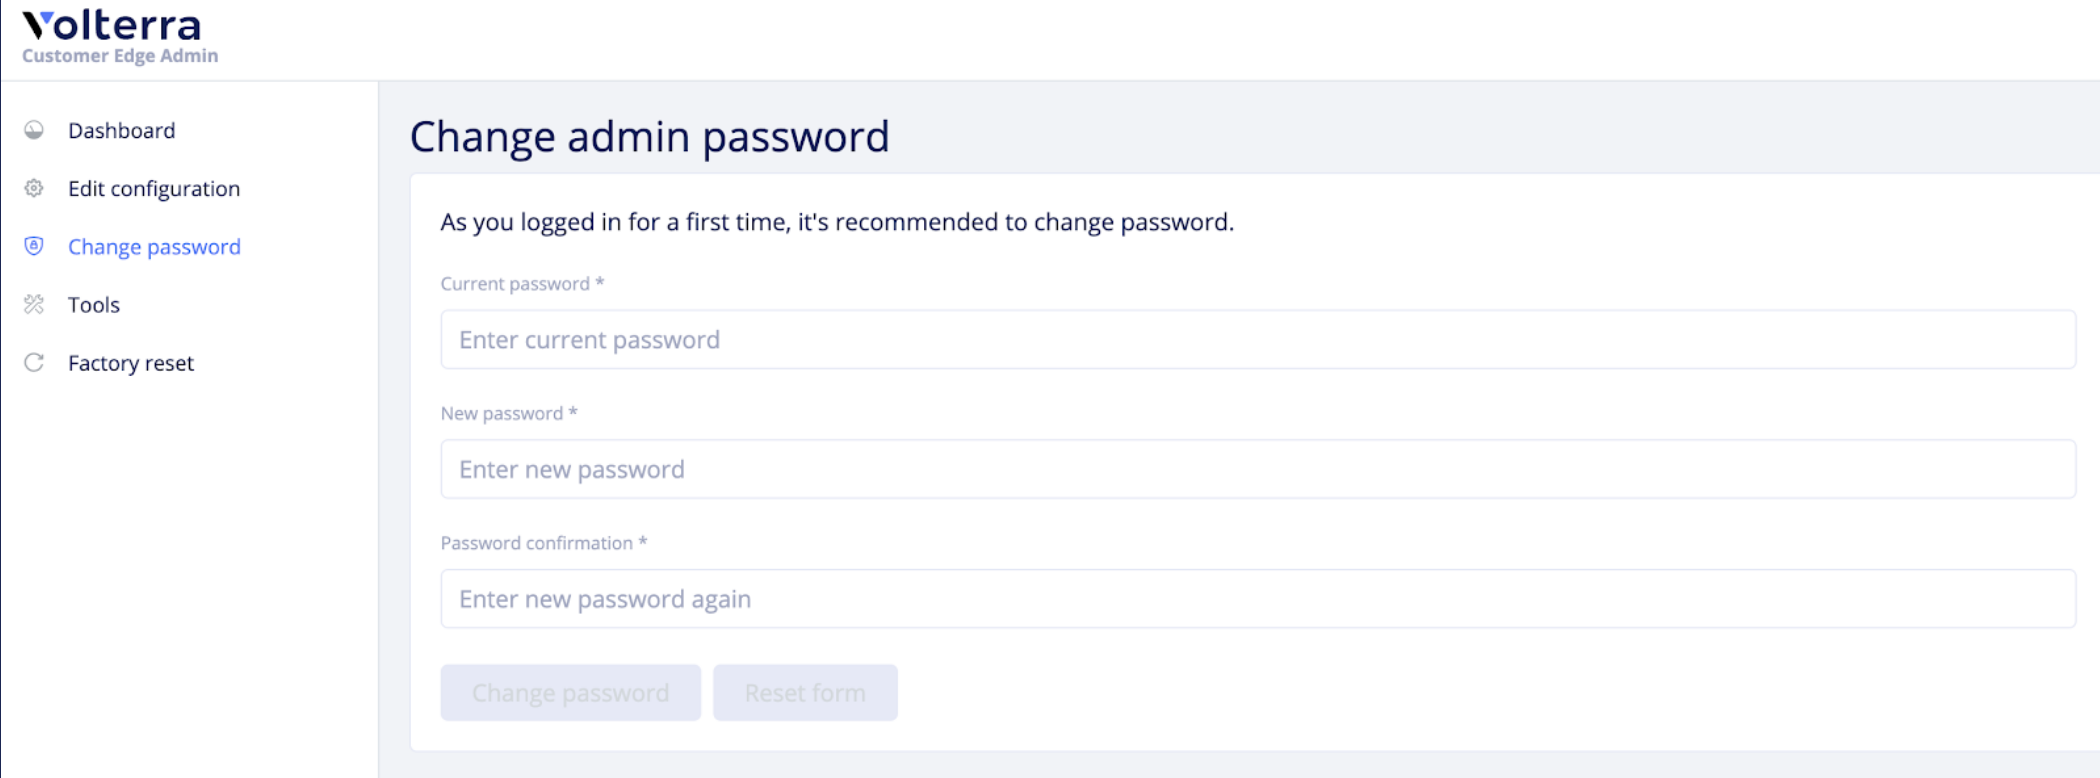 Volterra
Customer Edge Admin
Dashboard
Edit configuration
Change password
Tools
Factory reset
Change admin password
As you logged in for a first time, it's recommended to change password.
Current password *
Enter current password
New password *
Enter new password
Password confirmation *
Enter new password again
Change password
Reset form